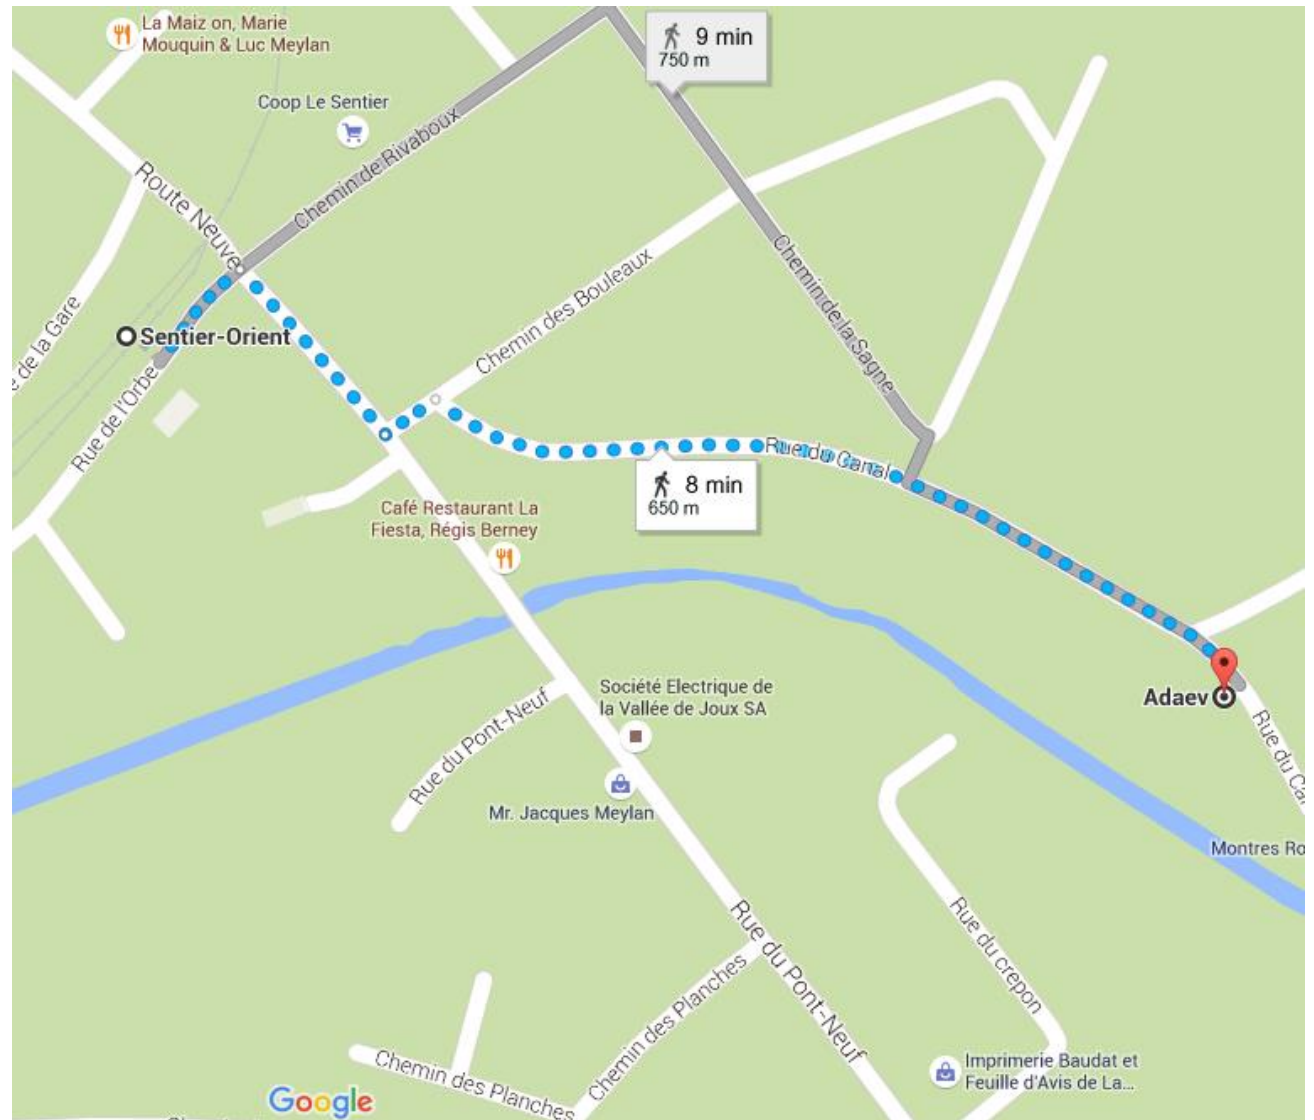 La Maiz on, Marie
Mouquin & Luc Meylan
9 min
750 m
Coop Le Sentier
Chemin de Rivaboux
Route Neuve
Chemin de la Sagne
Chemin des Bouleaux
e de la Gare
Sentier-Orient
Rue de l'Orbe
Rue du Canal
8 min
650 m
Café Restaurant La
Fiesta, Régis Berney
Société Electrique de
la Vallée de Joux SA
Adaev
Rue du Ca
Rue du Pont-Neuf
Mr. Jacques Meylan
Montres Ro
Rue du Pont-Neuf
Rue du crepon
Chemin des Planches
Chemin des Planches
Imprimerie Baudat et
Feuille d'Avis de La...
Google